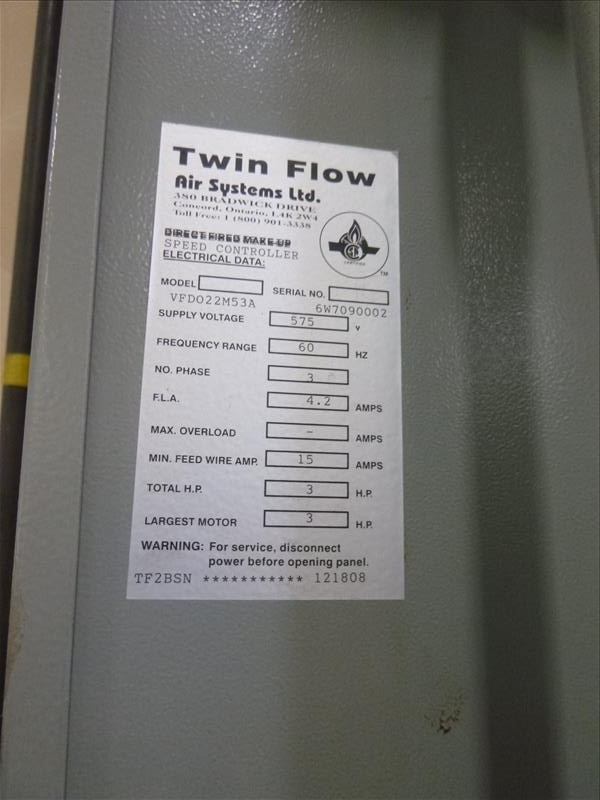 Twin Flow
Air Systems Ltd.
380 BRADWICK DRIVE
Concord, Ontario, L4K 2W4
Toll Free: 1 (800) 901-3338
DIRECT FIRED MAKE-UP
SPEED CONTROLLER
ELECTRICAL DATA:
TM
MODEL
SERIAL NO.
VFD022M53A
6W7090002
SUPPLY VOLTAGE 575 V
FREQUENCY RANGE 60 HZ
NO. PHASE 3
F.L.A. 4.2 AMPS
MAX. OVERLOAD - AMPS
MIN. FEED WIRE AMP. 15 AMPS
TOTAL H.P. 3 H.P.
LARGEST MOTOR 3 H.P.
WARNING: For service, disconnect
power before opening panel.
TF2BSN *********** 121808